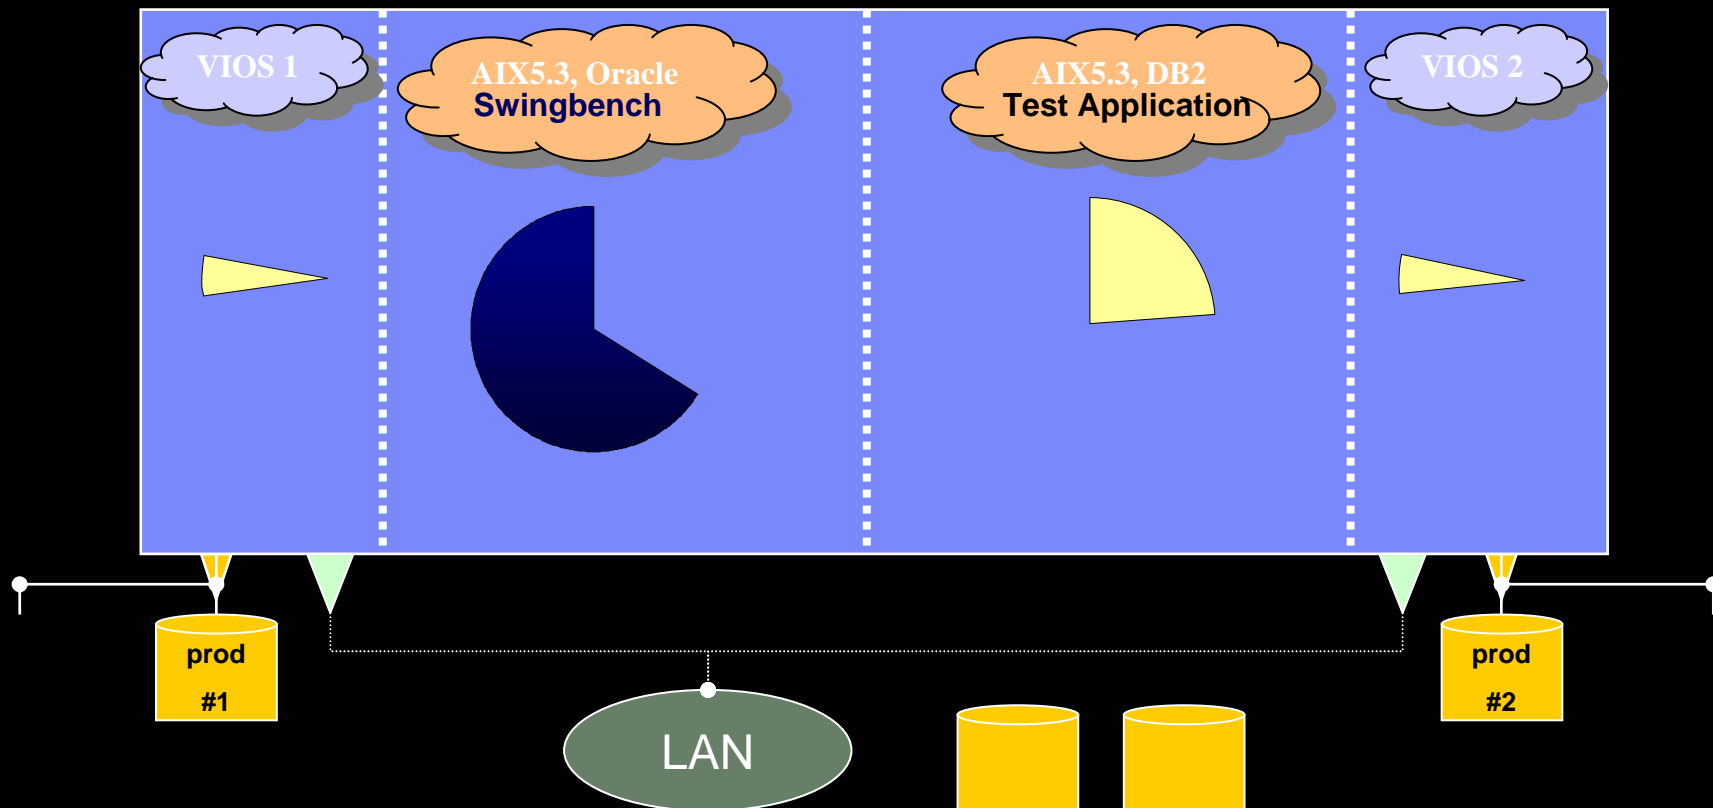 VIOS 1
AIX5.3, Oracle
Swingbench
AIX5.3, DB2
Test Application
VIOS 2
prod
#1
prod
#2
LAN